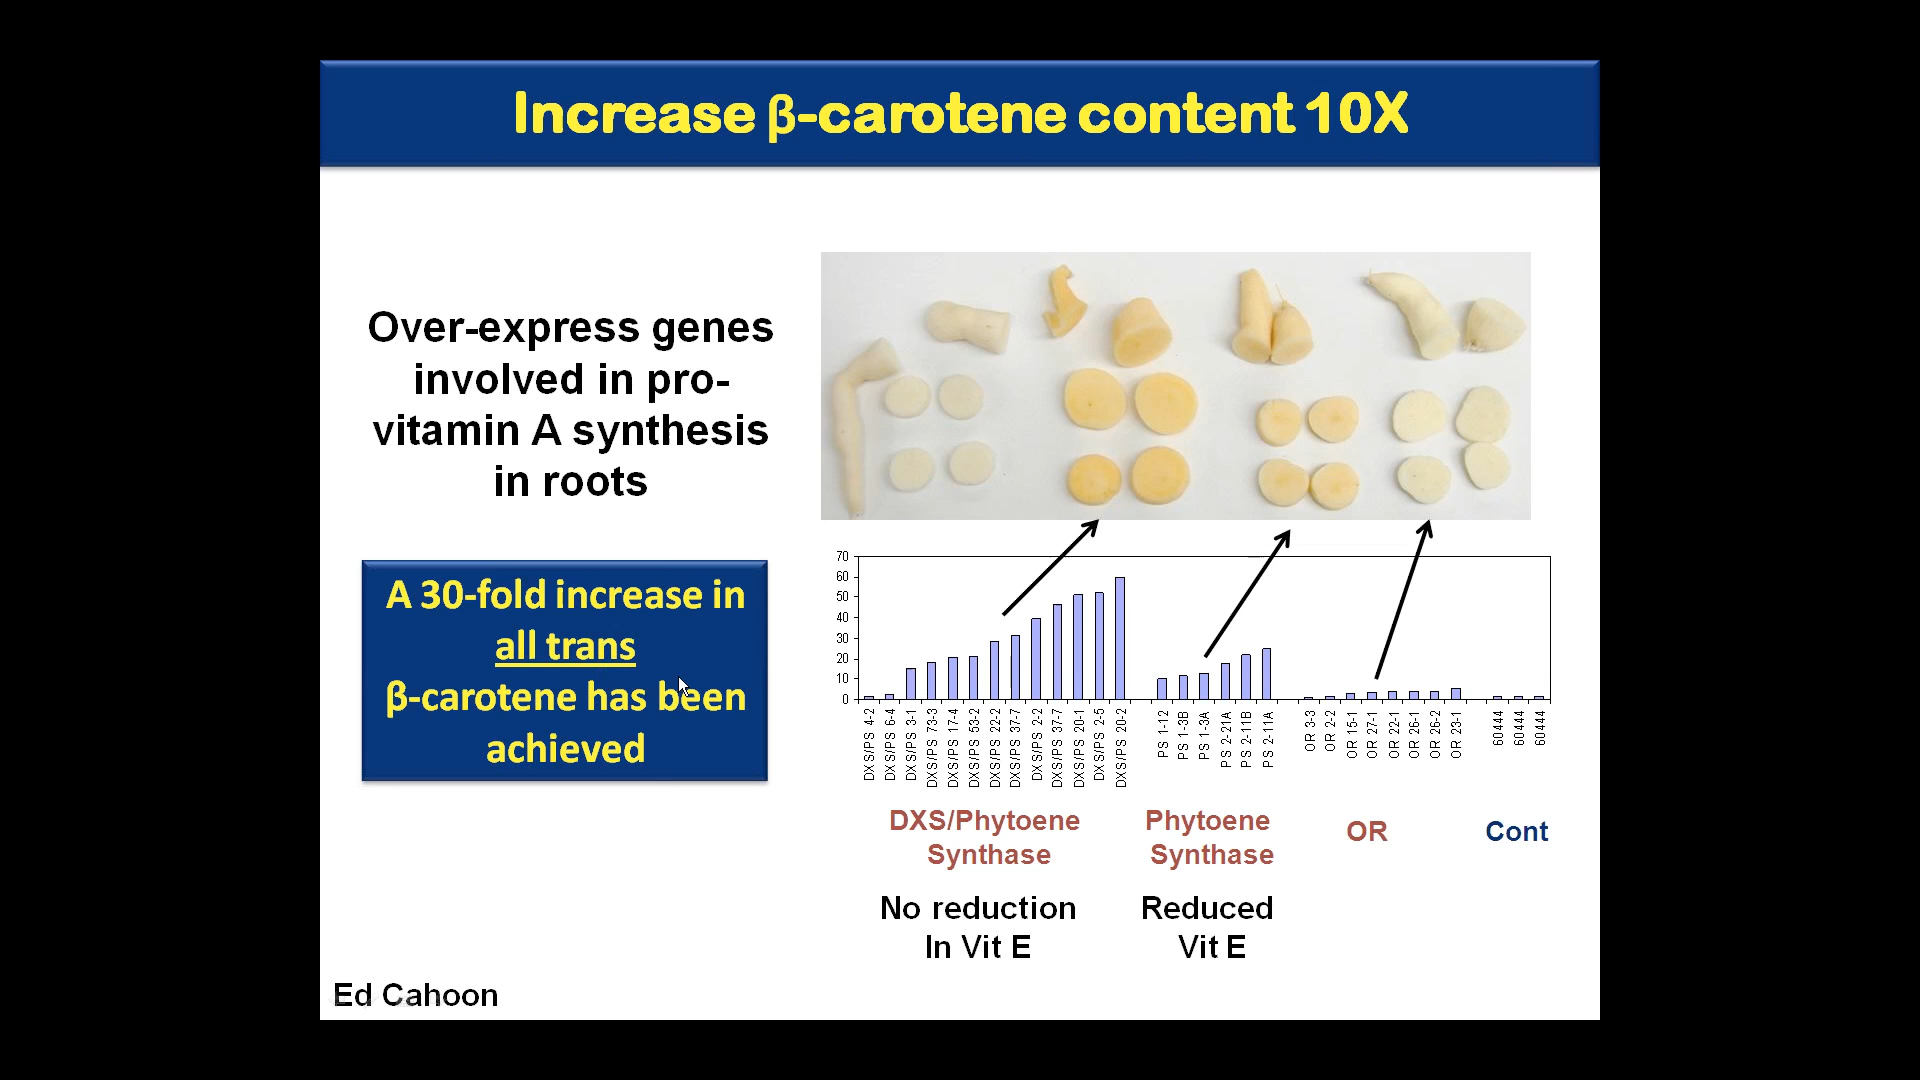 Increase β-carotene content 10X
Over-express genes
involved in pro-
vitamin A synthesis
in roots
A 30-fold increase in
all trans
β-carotene has been
achieved
70
60
50
40
30
20
10
0
DXS/PS 4-2
DXS/PS 6-4
DXS/PS 3-1
DXS/PS 73-3
DXS/PS 17-4
DXS/PS 53-2
DXS/PS 22-2
DXS/PS 37-7
DXS/PS 2-2
DXS/PS 37-7
DXS/PS 20-1
DXS/PS 2-5
DXS/PS 20-2
PS 1-12
PS 1-3B
PS 1-3A
PS 2-21A
PS 2-11B
PS 2-11A
OR 3-3
OR 2-2
OR 15-1
OR 27-1
OR 22-1
OR 26-1
OR 26-2
OR 23-1
60444
60444
60444
DXS/Phytoene
Synthase
Phytoene
Synthase
OR
Cont
No reduction
In Vit E
Reduced
Vit E
Ed Cahoon